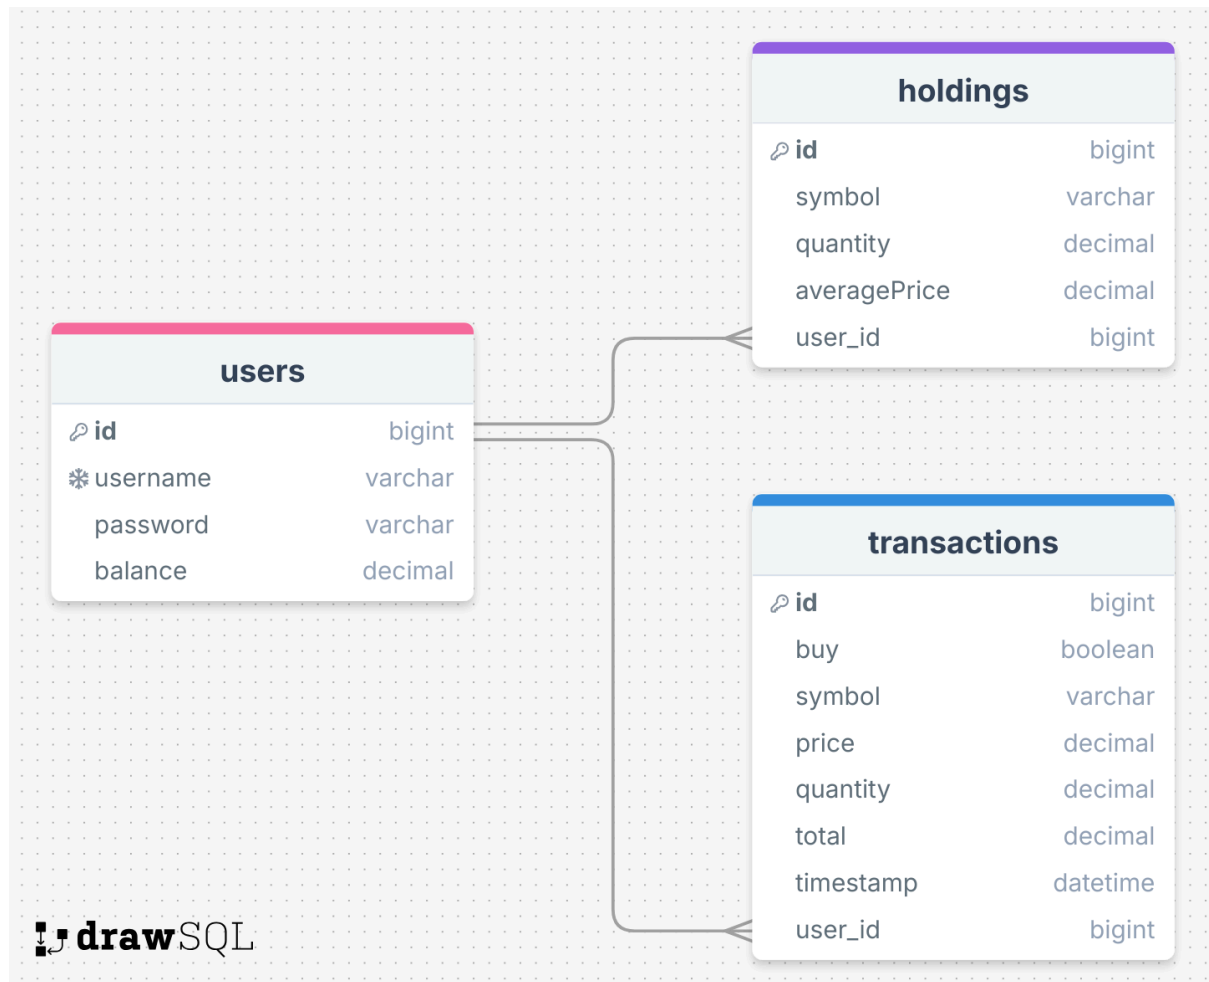 holdings
id bigint
symbol varchar
quantity decimal
averagePrice decimal
user_id bigint
users
id bigint
username varchar
password varchar
balance decimal
transactions
id bigint
buy boolean
symbol varchar
price decimal
quantity decimal
total decimal
timestamp datetime
user_id bigint
drawSQL